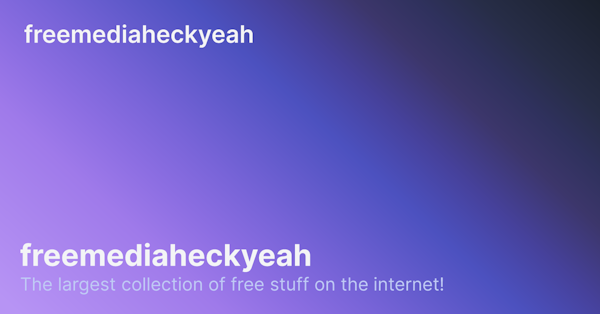 freemediaheckyeah
freemediaheckyeah
The largest collection of free stuff on the internet!